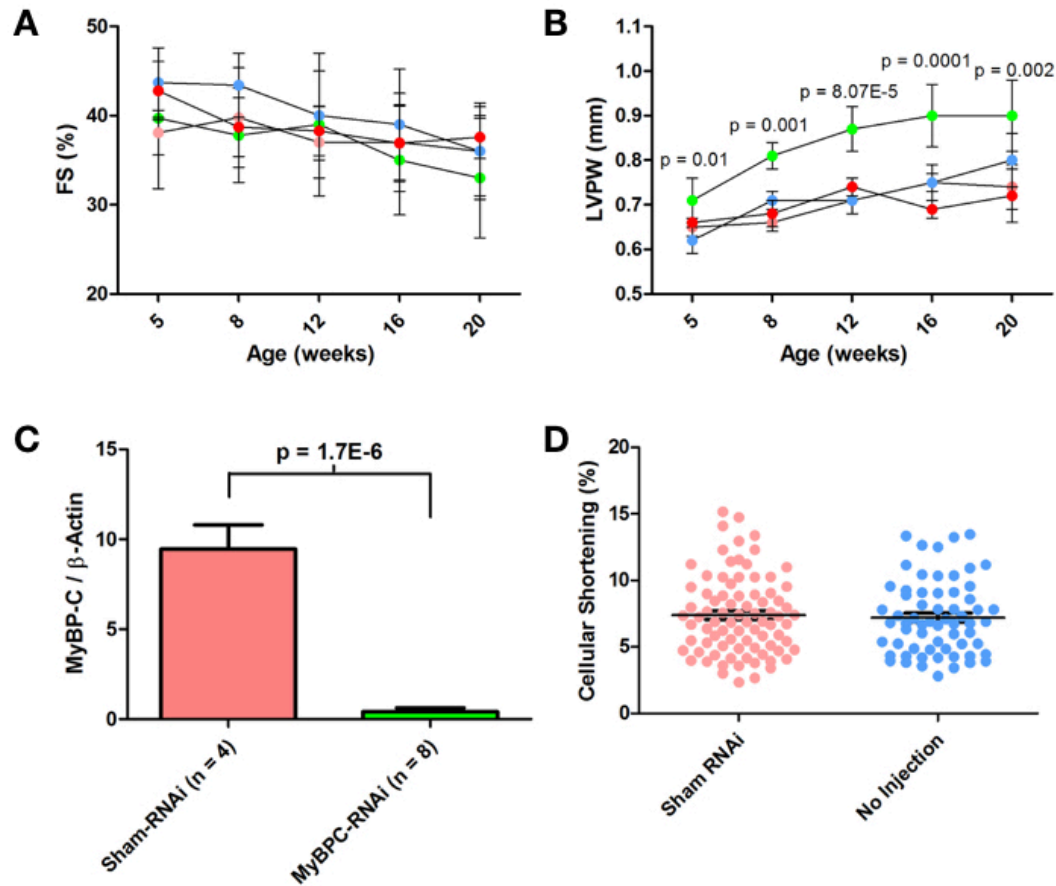 A
50
40
30
20
FS (%)
5
8
12
16
20
Age (weeks)
B
1.1
1.0
0.9
0.8
0.7
0.6
0.5
LVPW (mm)
p = 0.01
p = 0.001
p = 8.07E-5
p = 0.0001
p = 0.002
5
8
12
16
20
Age (weeks)
C
15
10
5
0
MyBP-C / β-Actin
p = 1.7E-6
Sham-RNAi (n = 4)
MyBPC-RNAi (n = 8)
D
20
15
10
5
0
Cellular Shortening (%)
Sham RNAi
No Injection